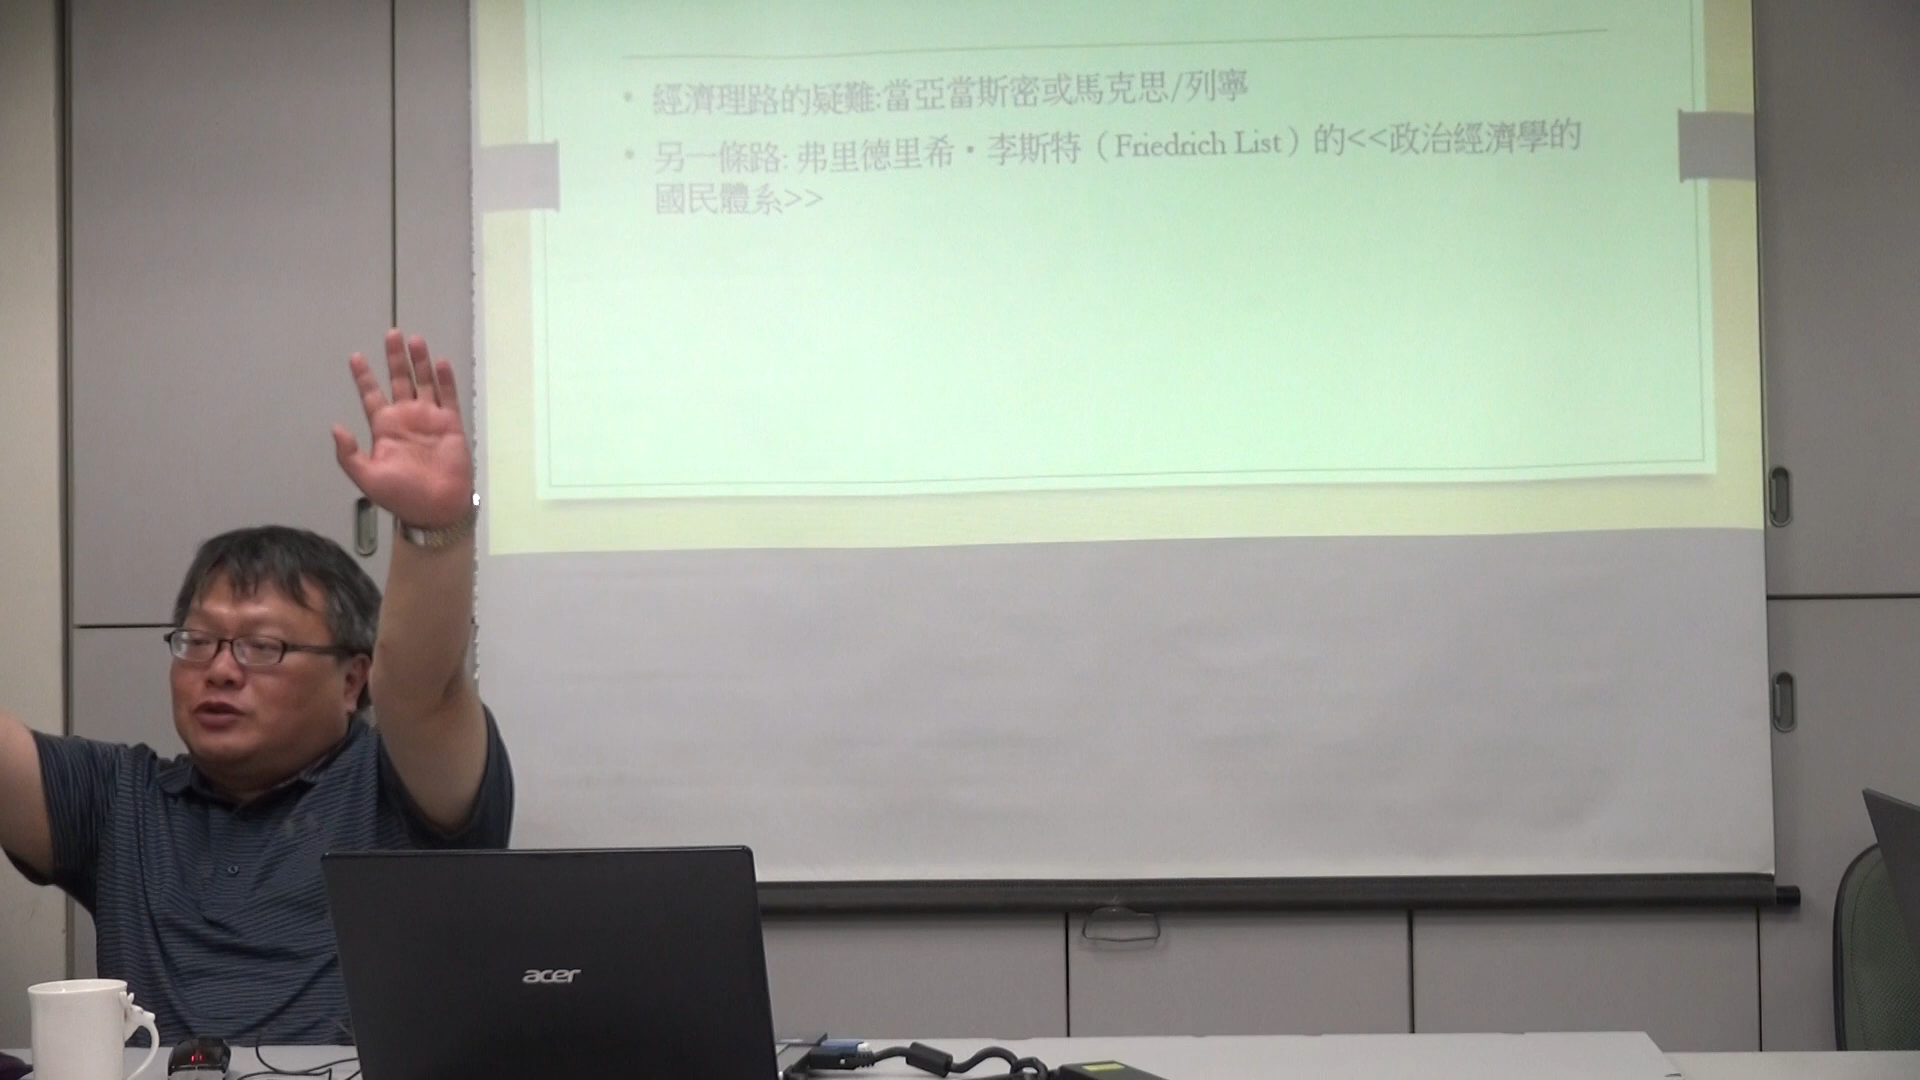 • 經濟理路的疑難:當亞當斯密或馬克思/列寧
• 另一條路: 弗里德里希・李斯特（Friedrich List）的<<政治經濟學的
國民體系>>
acer